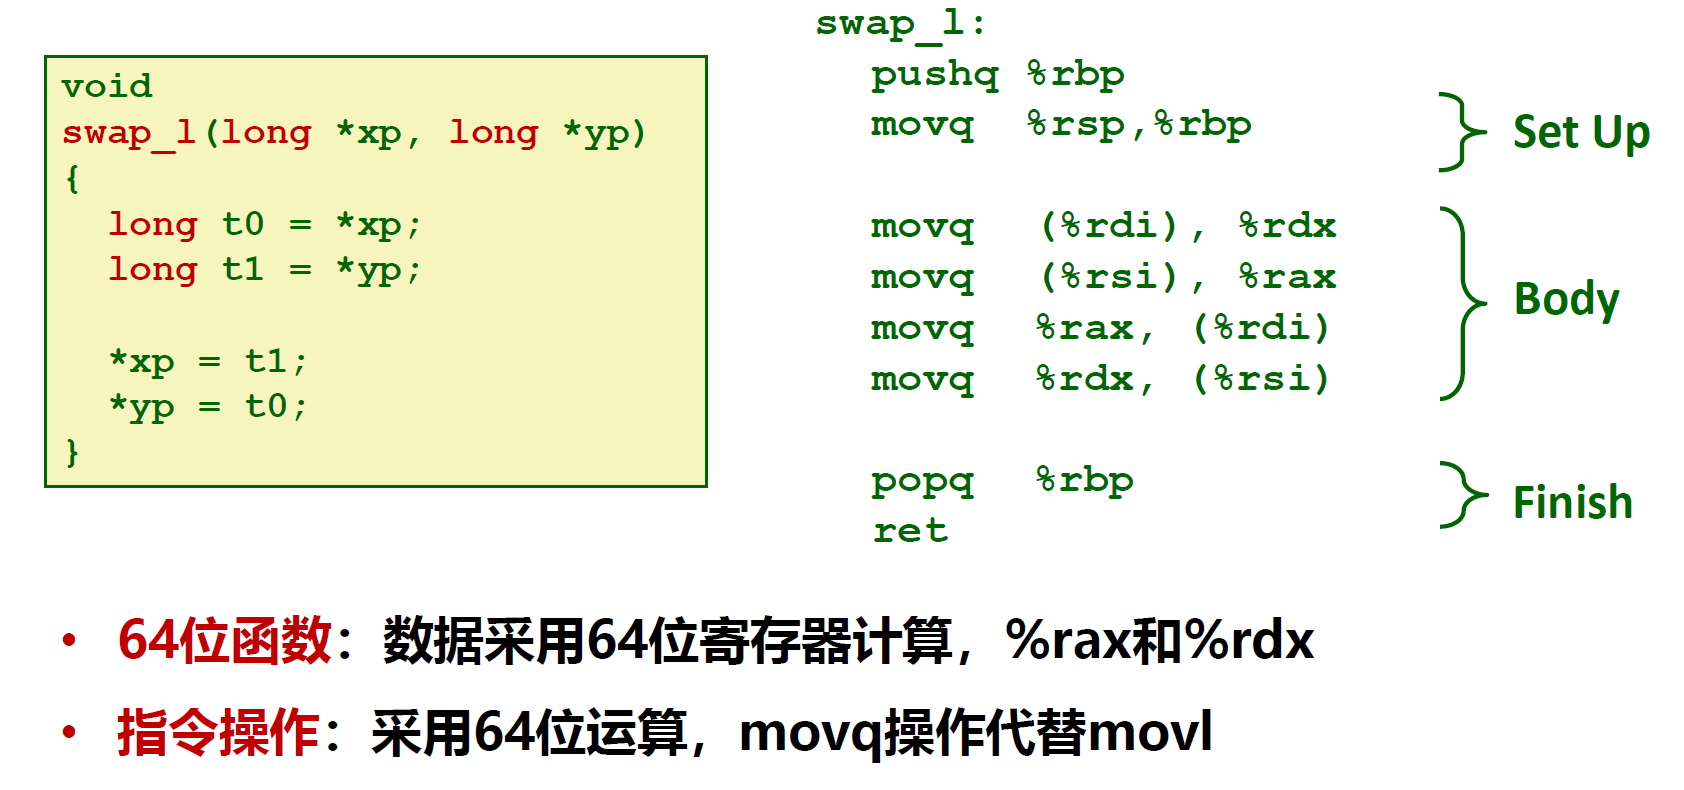 void
swap_l(long *xp, long *yp)
{
  long t0 = *xp;
  long t1 = *yp;

  *xp = t1;
  *yp = t0;
}
swap_l:
pushq %rbp
movq %rsp,%rbp
Set Up
movq (%rdi), %rdx
movq (%rsi), %rax
movq %rax, (%rdi)
movq %rdx, (%rsi)
Body
popq %rbp
ret
Finish
• 64位函数：数据采用64位寄存器计算，%rax和%rdx
• 指令操作：采用64位运算，movq操作代替movl